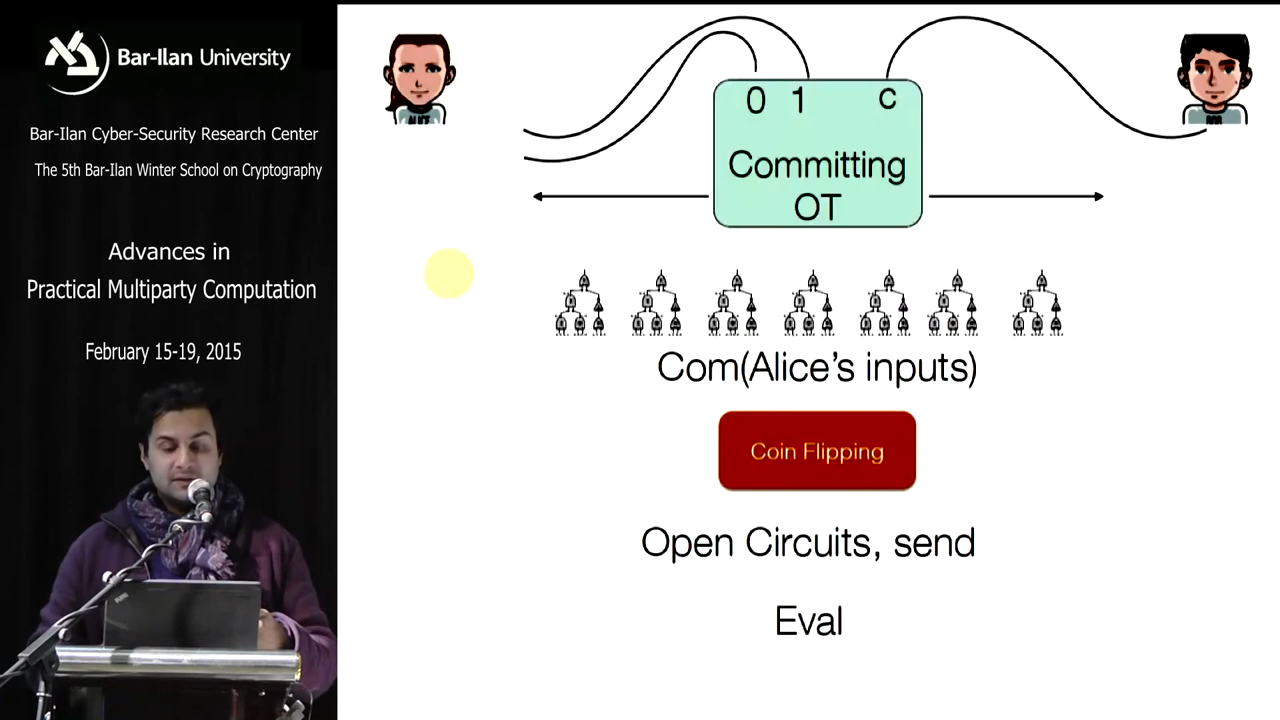 Bar-Ilan University
Bar-Ilan Cyber-Security Research Center
The 5th Bar-Ilan Winter School on Cryptography
Advances in
Practical Multiparty Computation
February 15-19, 2015
0 1 c
Committing
OT
Com(Alice's inputs)
Coin Flipping
Open Circuits, send
Eval
ALICE
BOB